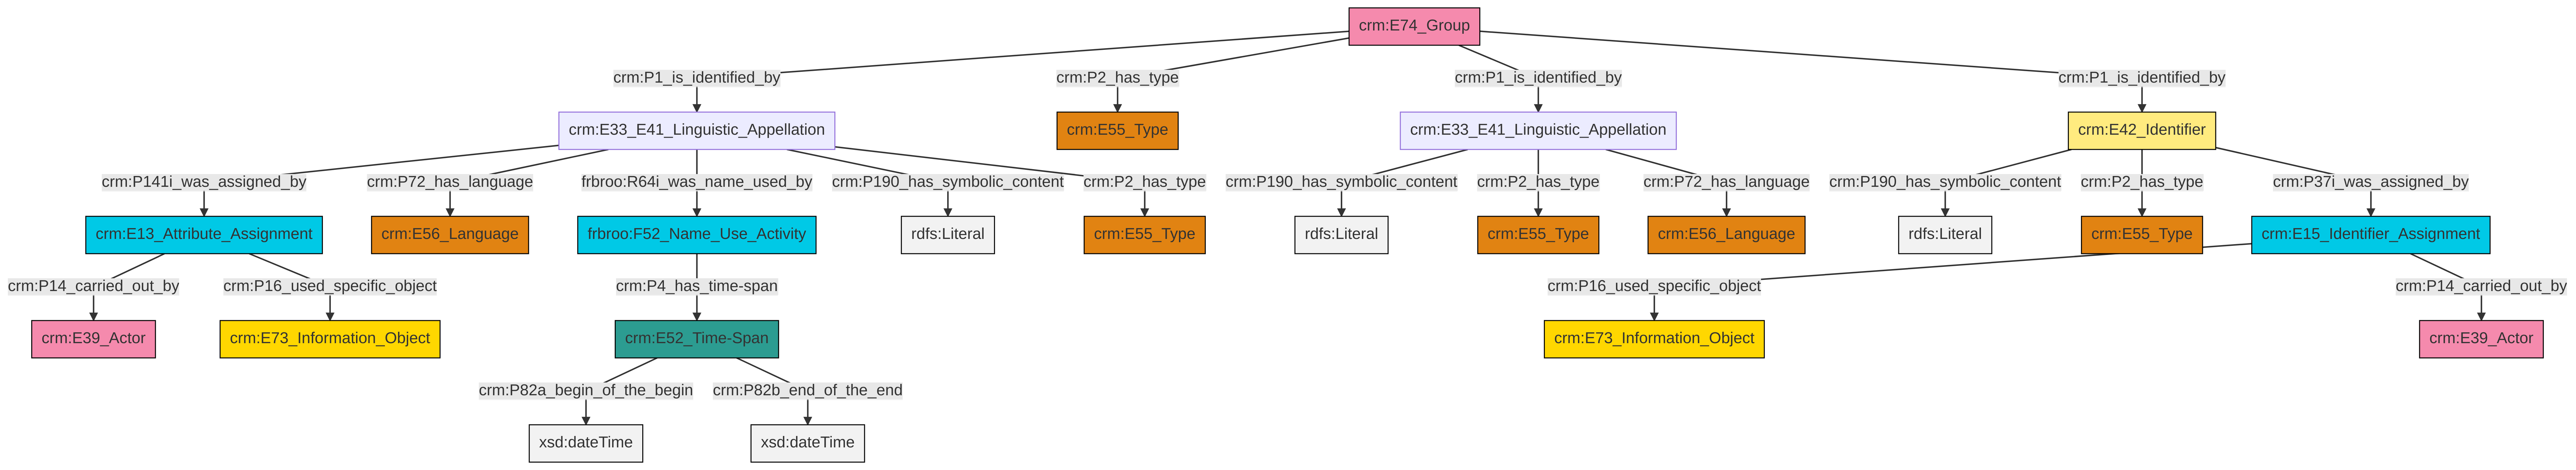 crm:E74_Group
crm:P1_is_identified_by
crm:P2_has_type
crm:P1_is_identified_by
crm:P1_is_identified_by
crm:E33_E41_Linguistic_Appellation
crm:E55_Type
crm:E33_E41_Linguistic_Appellation
crm:E42_Identifier
crm:P141i_was_assigned_by
crm:P72_has_language
frbroo:R64i_was_name_used_by
crm:P190_has_symbolic_content
crm:P2_has_type
crm:P190_has_symbolic_content
crm:P2_has_type
crm:P72_has_language
crm:P190_has_symbolic_content
crm:P2_has_type
crm:P37i_was_assigned_by
crm:E13_Attribute_Assignment
crm:E56_Language
frbroo:F52_Name_Use_Activity
rdfs:Literal
crm:E55_Type
rdfs:Literal
crm:E55_Type
crm:E56_Language
rdfs:Literal
crm:E55_Type
crm:E15_Identifier_Assignment
crm:P14_carried_out_by
crm:P16_used_specific_object
crm:P4_has_time-span
crm:P16_used_specific_object
crm:P14_carried_out_by
crm:E39_Actor
crm:E73_Information_Object
crm:E52_Time-Span
crm:E73_Information_Object
crm:E39_Actor
crm:P82a_begin_of_the_begin
crm:P82b_end_of_the_end
xsd:dateTime
xsd:dateTime